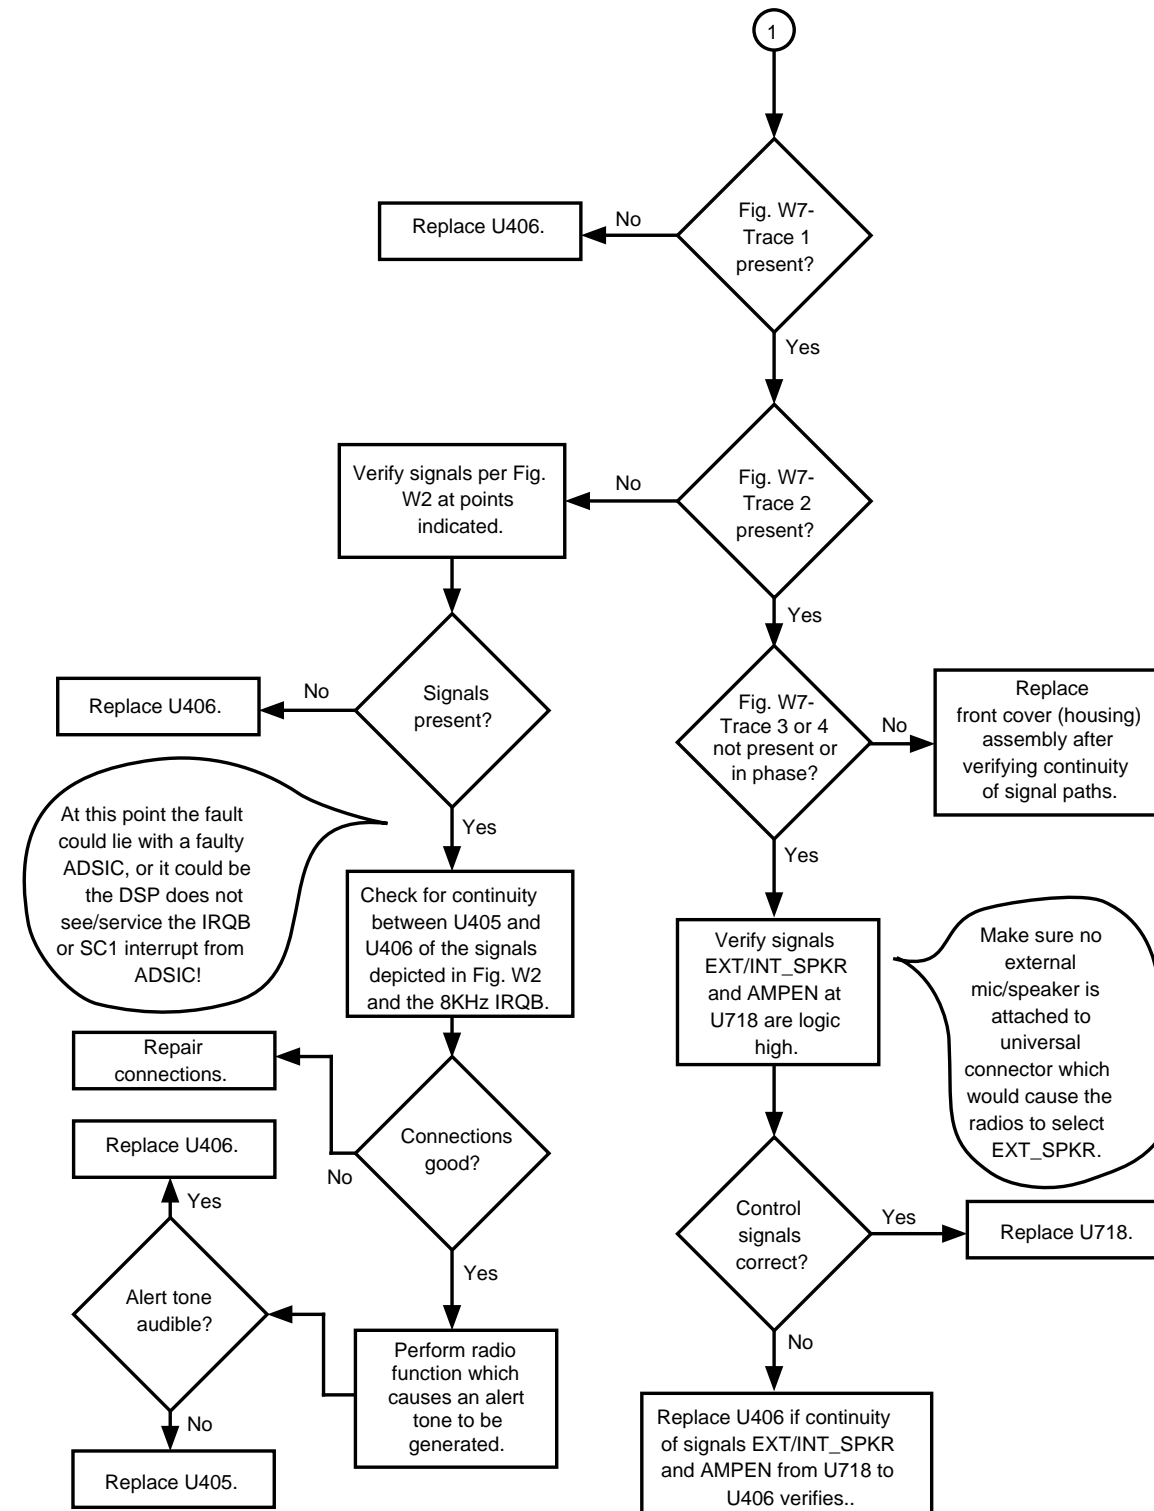 1
Fig. W7-
Trace 1
present?
No
Replace U406.
Yes
Fig. W7-
Trace 2
present?
No
Verify signals per Fig.
W2 at points
indicated.
Yes
Signals
present?
No
Replace U406.
Fig. W7-
Trace 3 or 4
not present or
in phase?
No
Replace
front cover (housing)
assembly after
verifying continuity
of signal paths.
At this point the fault
could lie with a faulty
ADSIC, or it could be
the DSP does not
see/service the IRQB
or SC1 interrupt from
ADSIC!
Yes
Check for continuity
between U405 and
U406 of the signals
depicted in Fig. W2
and the 8KHz IRQB.
Yes
Verify signals
EXT/INT_SPKR
and AMPEN at
U718 are logic
high.
Make sure no
external
mic/speaker is
attached to
universal
connector which
would cause the
radios to select
EXT_SPKR.
Repair
connections.
Connections
good?
No
Replace U406.
Yes
Alert tone
audible?
No
Replace U405.
Yes
Perform radio
function which
causes an alert
tone to be
generated.
Control
signals
correct?
Yes
Replace U718.
No
Replace U406 if continuity
of signals EXT/INT_SPKR
and AMPEN from U718 to
U406 verifies..